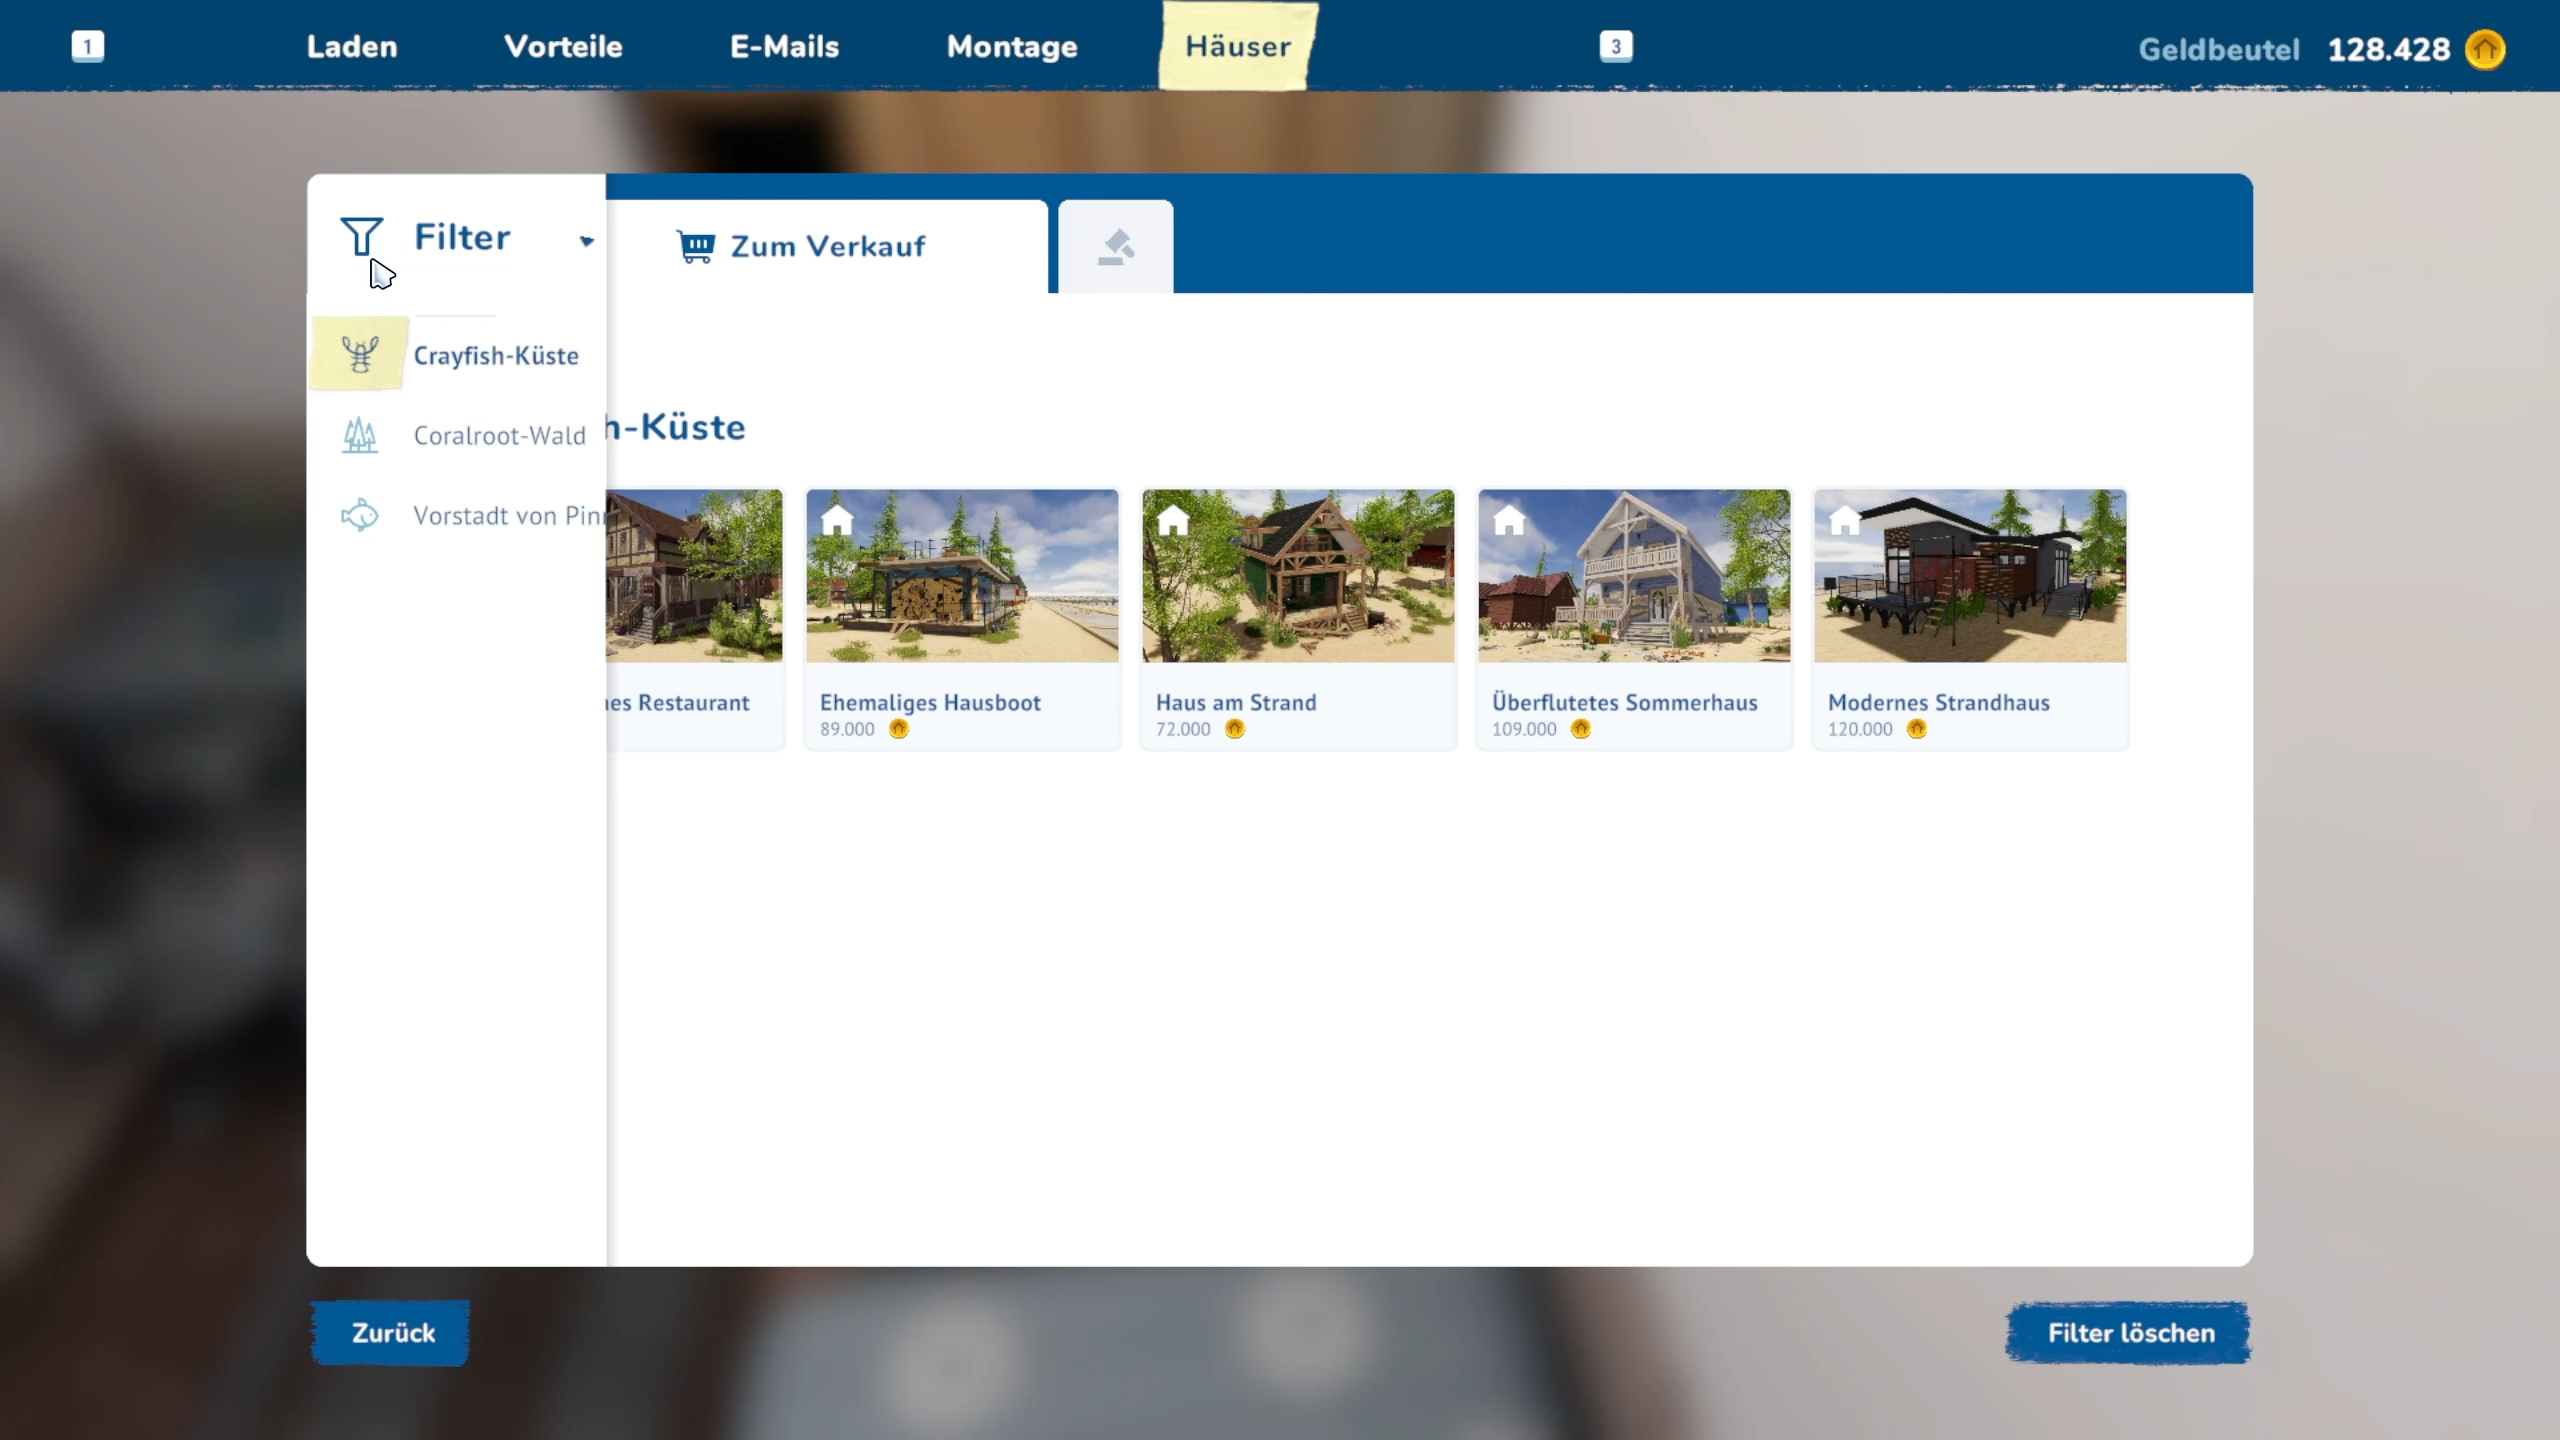 1 Laden Vorteile E-Mails Montage Häuser 3 Geldbeutel 128.428
Filter
Zum Verkauf
Crayfish-Küste
Coralroot-Wald
Vorstadt von
h-Küste
Restaurant
Ehemaliges Hausboot
89.000
Haus am Strand
72.000
Überflutetes Sommerhaus
109.000
Modernes Strandhaus
120.000
Zurück
Filter löschen